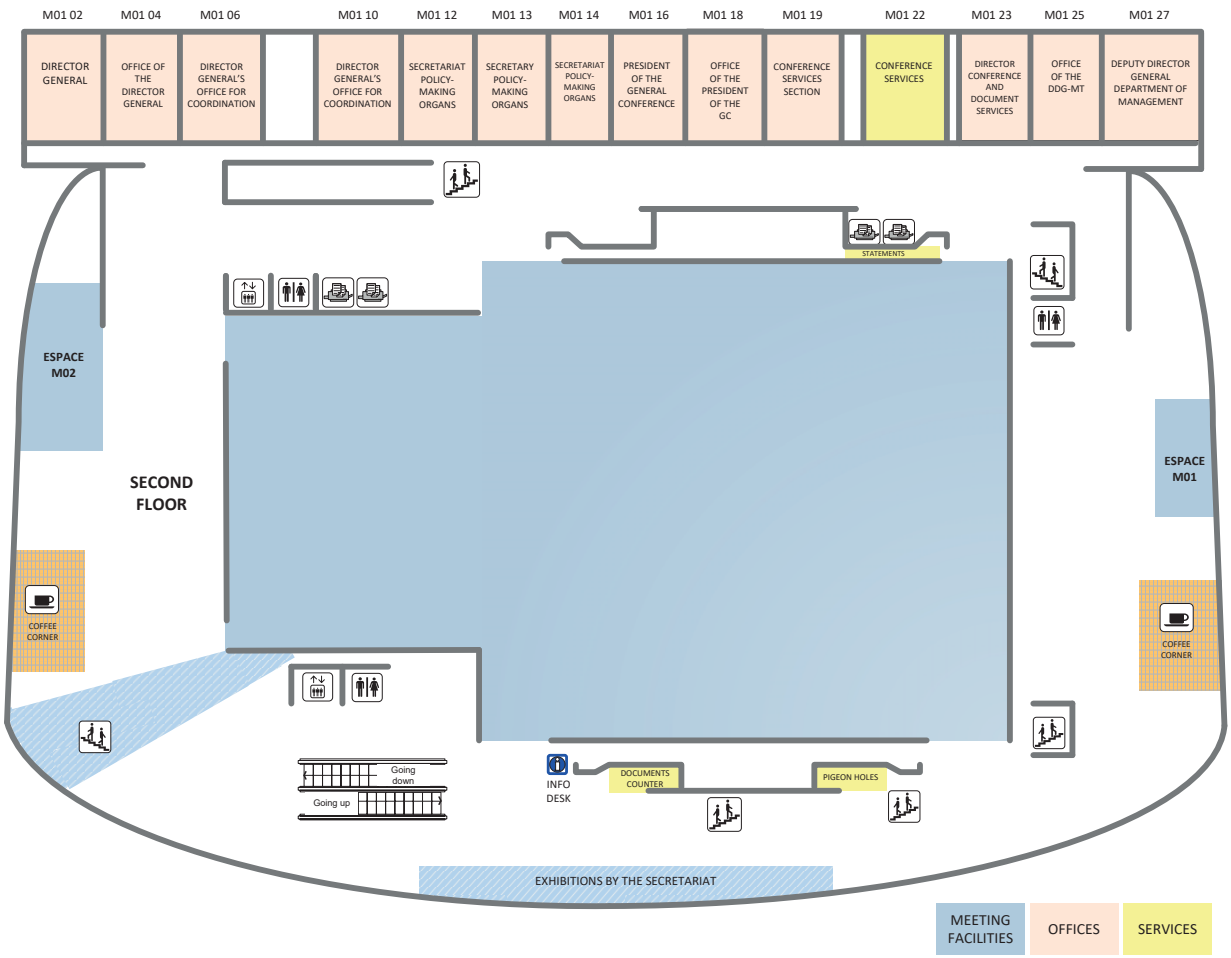 M01 02
M01 04
M01 06
M01 10
M01 12
M01 13
M01 14
M01 16
M01 18
M01 19
M01 22
M01 23
M01 25
M01 27
DIRECTOR
GENERAL
OFFICE OF
THE
DIRECTOR
GENERAL
DIRECTOR
GENERAL'S
OFFICE FOR
COORDINATION
DIRECTOR
GENERAL'S
OFFICE FOR
COORDINATION
SECRETARIAT
POLICY-
MAKING
ORGANS
SECRETARY
POLICY-
MAKING
ORGANS
SECRETARIAT
POLICY-
MAKING
ORGANS
PRESIDENT
OF THE
GENERAL
CONFERENCE
OFFICE
OF THE
PRESIDENT
OF THE
GC
CONFERENCE
SERVICES
SECTION
CONFERENCE
SERVICES
DIRECTOR
CONFERENCE
AND
DOCUMENT
SERVICES
OFFICE
OF THE
DDG-MT
DEPUTY DIRECTOR
GENERAL
DEPARTMENT OF
MANAGEMENT
STATEMENTS
ESPACE
M02
ESPACE
M01
SECOND
FLOOR
COFFEE
CORNER
COFFEE
CORNER
Going
down
Going up
INFO
DESK
DOCUMENTS
COUNTER
PIGEON HOLES
EXHIBITIONS BY THE SECRETARIAT
MEETING
FACILITIES
OFFICES
SERVICES